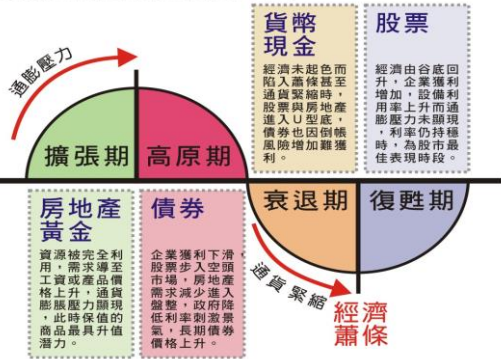 通膨壓力
擴張期
高原期
貨幣
現金
經濟未起色而
陷入蕭條甚至
通貨緊縮時，
股票與房地產
進入U型底，
債券也因倒帳
風險增加難獲
利。
股票
經濟由谷底回
升，企業獲利
增加，設備利
用率上升而通
膨壓力未顯現
，利率仍持穩
時，為股市最
佳表現時段。
房地產
黃金
資源被完全利
用，需求導至
工資或產品價
格上升，通貨
膨脹壓力顯現
，此時保值的
商品最具升值
潛力。
債券
企業獲利下滑，
股票步入空頭
市場，房地產
需求減少進入
盤整，政府降
低利率刺激景
氣，長期債券
價格上升。
衰退期
復甦期
通貨緊縮
經濟
蕭條